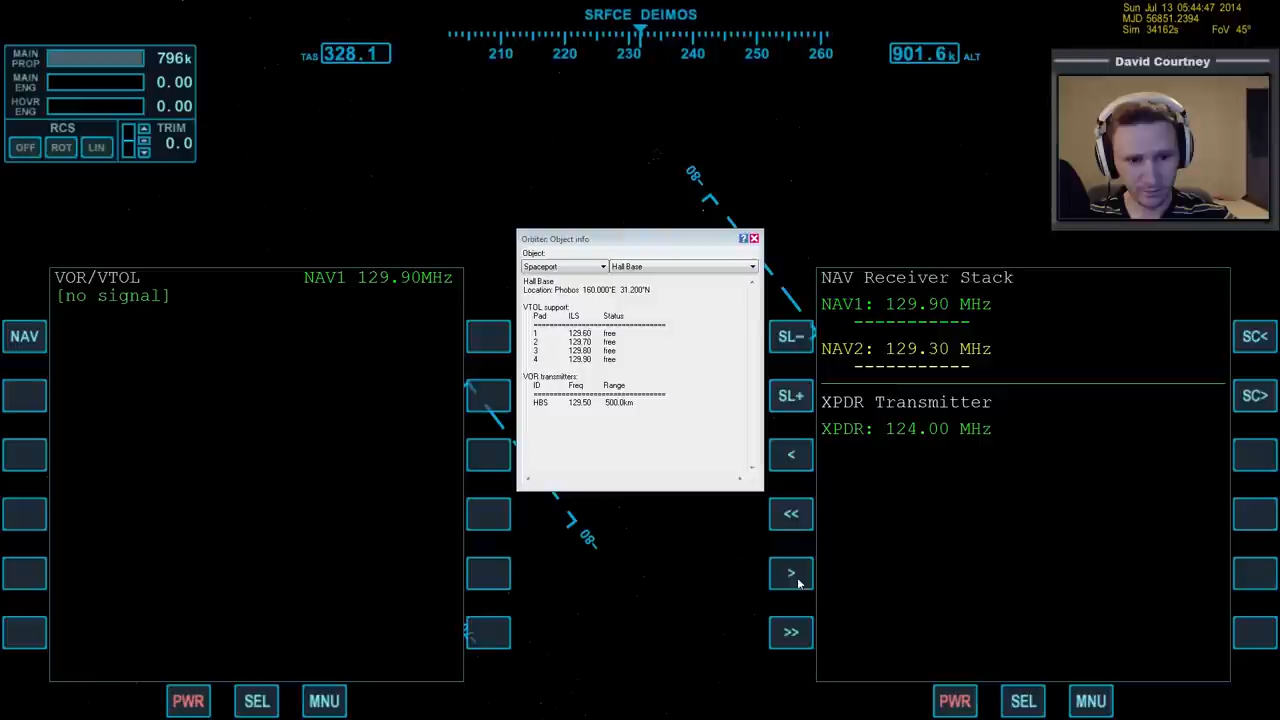 SRFCE DEIMOS
Sun Jul 13 05:44:47 2014
MJD 56851.2394
Sim 34162s FoV 45°
MAIN PROP 796k
MAIN ENG 0.00
HOVR ENG 0.00
RCS TRIM
OFF ROT LIN 0.0
TAS 328.1
210 220 230 240 250 260
901.6k ALT
David Courtney
-80
-80
Orbiter: Object info
Object:
Spaceport Hall Base
Hall Base
Location: Phobos 160.000°E 31.200°N
VTOL support:
Pad ILS Status
==============================
1 129.60 free
2 129.70 free
3 129.80 free
4 129.90 free
VOR transmitters:
ID Freq Range
==============================
HBS 129.50 500.0km
VOR/VTOL NAV1 129.90MHz
[no signal]
NAV
NAV Receiver Stack
NAV1: 129.90 MHz
-----------
NAV2: 129.30 MHz
-----------
XPDR Transmitter
XPDR: 124.00 MHz
SL-
SL+
<
<<
>
>>
SC<
SC>
PWR SEL MNU
PWR SEL MNU